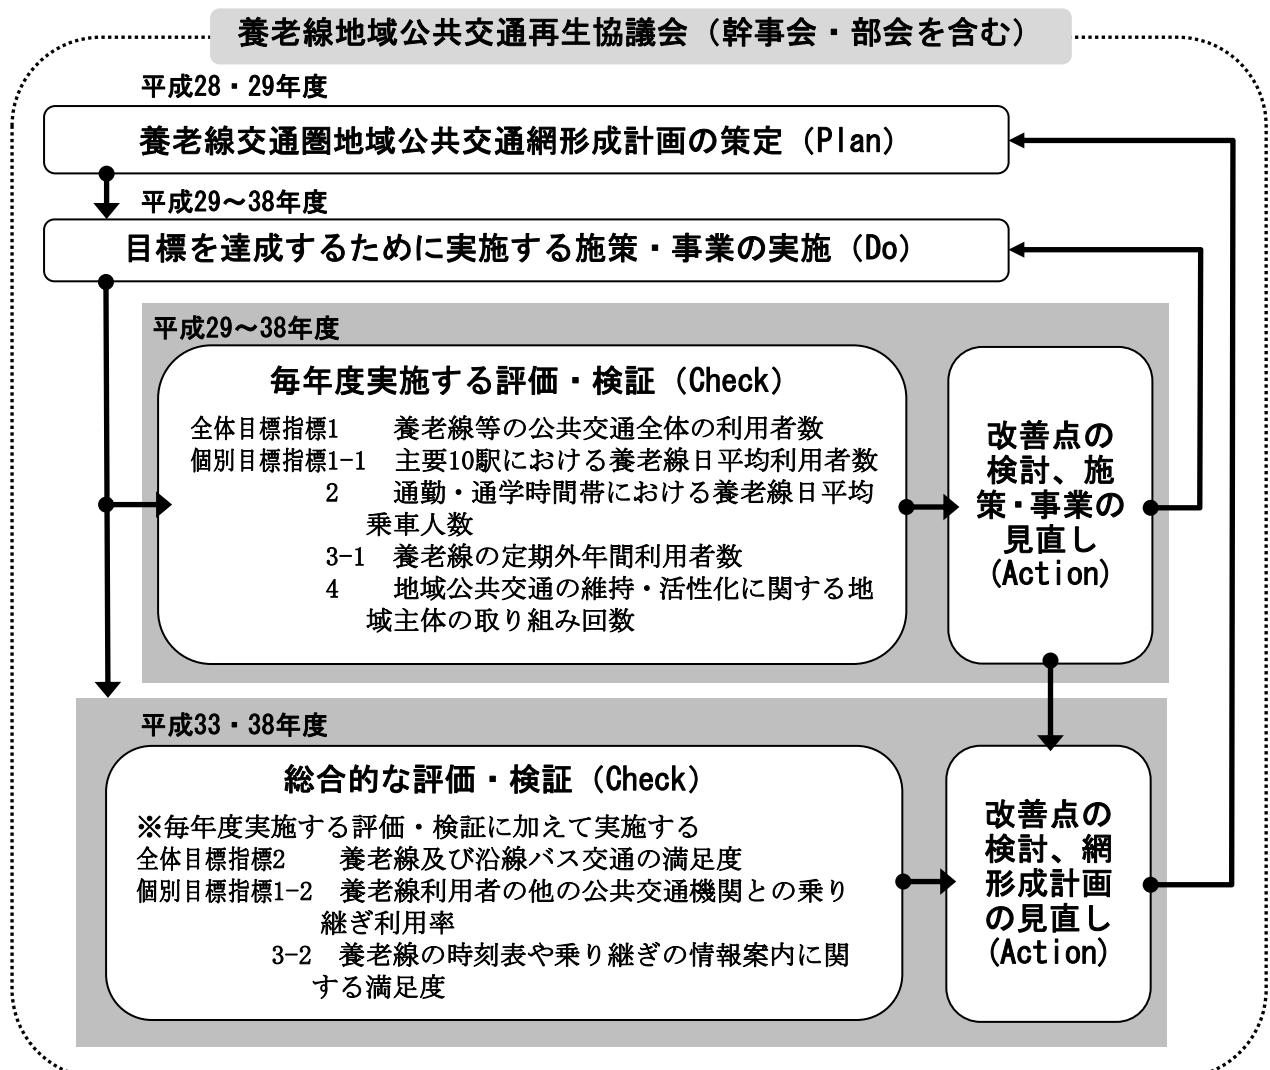 養老線地域公共交通再生協議会（幹事会・部会を含む）
平成28・29年度
養老線交通圏地域公共交通網形成計画の策定（Plan）
平成29～38年度
目標を達成するために実施する施策・事業の実施（Do）
平成29～38年度
毎年度実施する評価・検証（Check）
全体目標指標1　養老線等の公共交通全体の利用者数
個別目標指標1-1　主要10駅における養老線日平均利用者数
2　通勤・通学時間帯における養老線日平均
乗車人数
3-1　養老線の定期外年間利用者数
4　地域公共交通の維持・活性化に関する地
域主体の取り組み回数
改善点の
検討、施
策・事業の
見直し
(Action)
平成33・38年度
総合的な評価・検証（Check）
※毎年度実施する評価・検証に加えて実施する
全体目標指標2　養老線及び沿線バス交通の満足度
個別目標指標1-2　養老線利用者の他の公共交通機関との乗り
継ぎ利用率
3-2　養老線の時刻表や乗り継ぎの情報案内に関
する満足度
改善点の
検討、網
形成計画
の見直し
(Action)